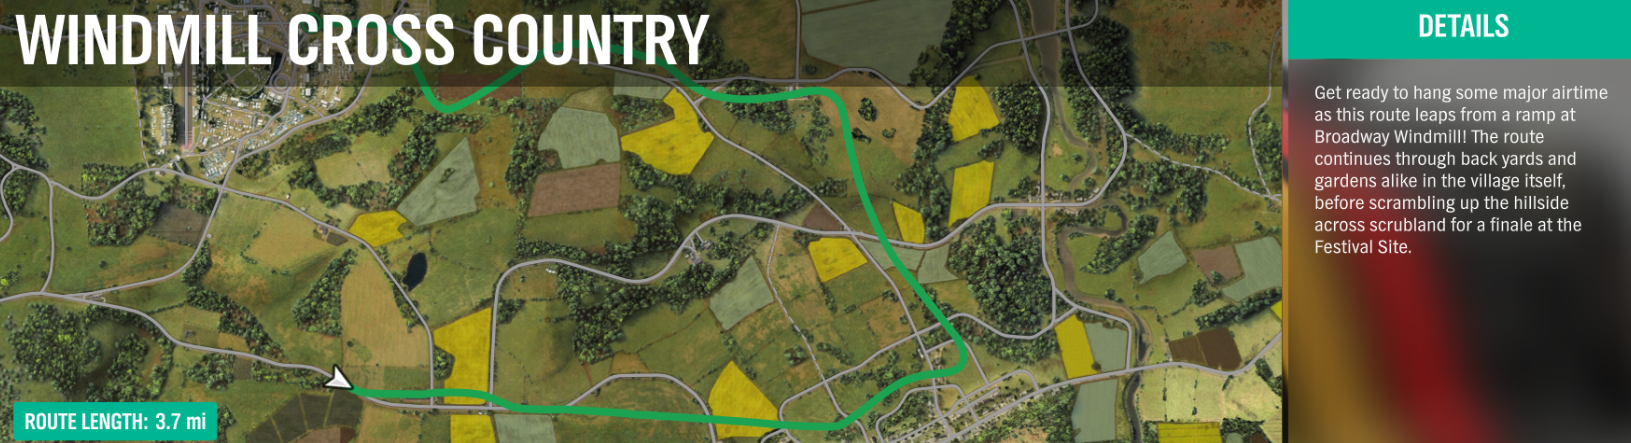 WINDMILL CROSS COUNTRY
DETAILS
Get ready to hang some major airtime
as this route leaps from a ramp at
Broadway Windmill! The route
continues through back yards and
gardens alike in the village itself,
before scrambling up the hillside
across scrubland for a finale at the
Festival Site.
ROUTE LENGTH: 3.7 mi